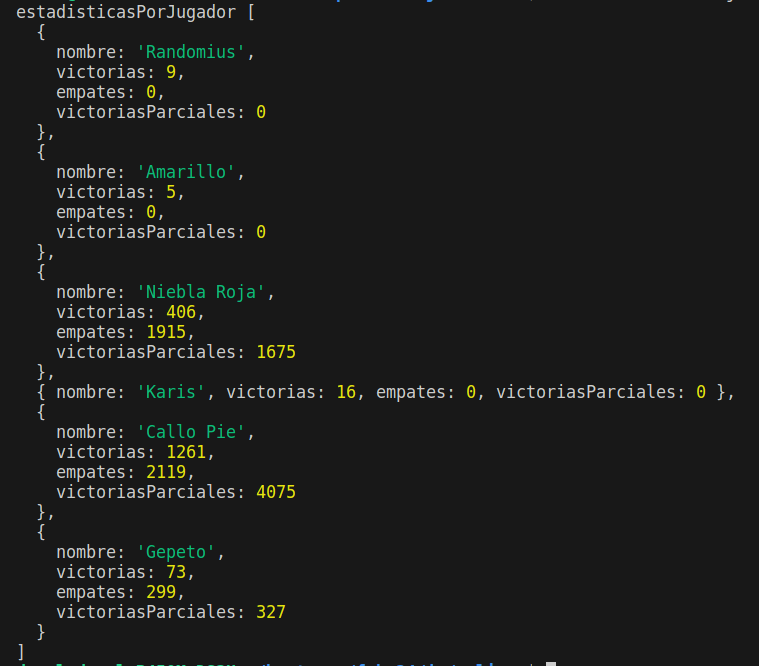 estadisticasPorJugador [
{
nombre: 'Randomius',
victorias: 9,
empates: 0,
victoriasParciales: 0
},
{
nombre: 'Amarillo',
victorias: 5,
empates: 0,
victoriasParciales: 0
},
{
nombre: 'Niebla Roja',
victorias: 406,
empates: 1915,
victoriasParciales: 1675
},
{ nombre: 'Karis', victorias: 16, empates: 0, victoriasParciales: 0 },
{
nombre: 'Callo Pie',
victorias: 1261,
empates: 2119,
victoriasParciales: 4075
},
{
nombre: 'Gepeto',
victorias: 73,
empates: 299,
victoriasParciales: 327
}
]